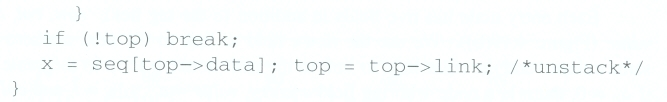 }
if (!top) break;
x = seq[top->data]; top = top->link; /*unstack*/
}